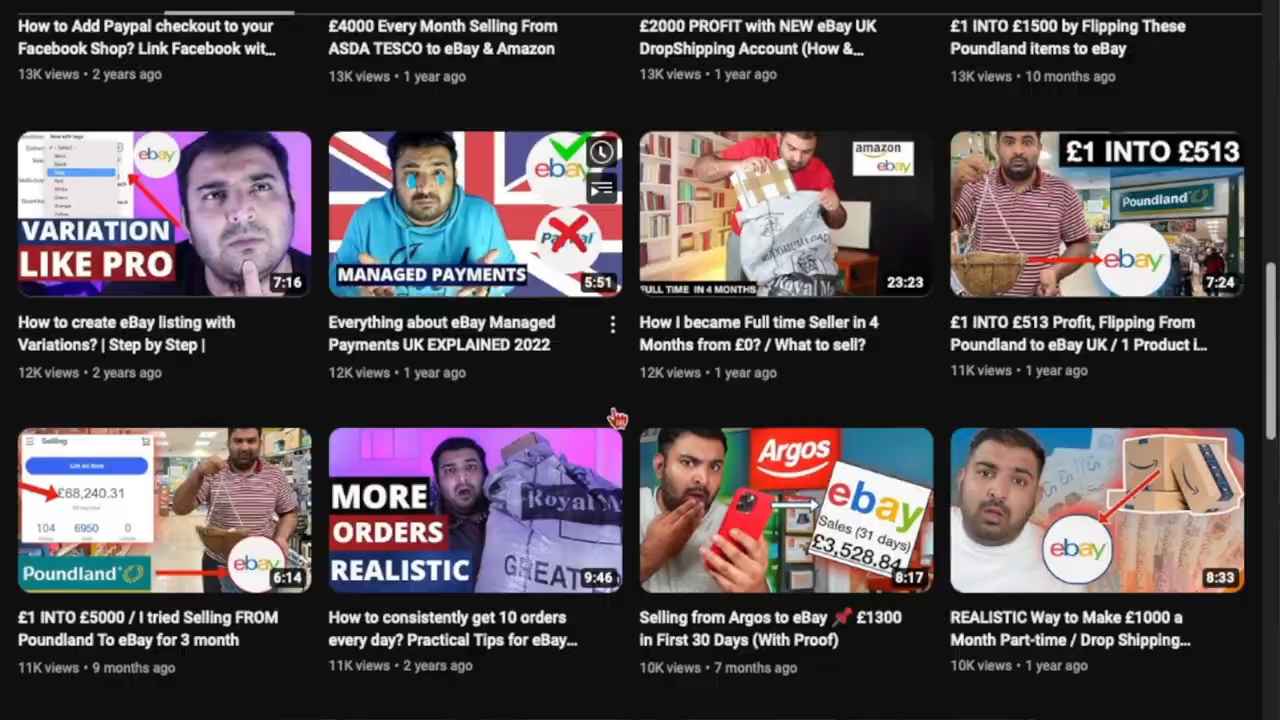 How to Add Paypal checkout to your
Facebook Shop? Link Facebook wit...
13K views • 2 years ago
£4000 Every Month Selling From
ASDA TESCO to eBay & Amazon
13K views • 1 year ago
£2000 PROFIT with NEW eBay UK
DropShipping Account (How &...
13K views • 1 year ago
£1 INTO £1500 by Flipping These
Poundland items to eBay
13K views • 10 months ago
ebay
VARIATION
LIKE PRO
7:16
How to create eBay listing with
Variations? | Step by Step |
12K views • 2 years ago
ebay
PayPal
MANAGED PAYMENTS
5:51
Everything about eBay Managed
Payments UK EXPLAINED 2022
12K views • 1 year ago
amazon
ebay
MAXIMUM LOAD
Royal M
FULL TIME IN 4 MONTHS
23:23
How I became Full time Seller in 4
Months from £0? / What to sell?
12K views • 1 year ago
£1 INTO £513
Poundland
ebay
7:24
£1 INTO £513 Profit, Flipping From
Poundland to eBay UK / 1 Product i...
11K views • 1 year ago
Selling
List an item
£68,240.31
104 6950 0
Poundland
ebay
6:14
£1 INTO £5000 / I tried Selling FROM
Poundland To eBay for 3 month
11K views • 9 months ago
MORE
ORDERS
REALISTIC
Royal M
GREAT
9:46
How to consistently get 10 orders
every day? Practical Tips for eBay...
11K views • 2 years ago
Argos
ebay
Sales (31 days)
£3,528.84
8:17
Selling from Argos to eBay 📌 £1300
in First 30 Days (With Proof)
10K views • 7 months ago
ebay
8:33
REALISTIC Way to Make £1000 a
Month Part-time / Drop Shipping...
10K views • 1 year ago